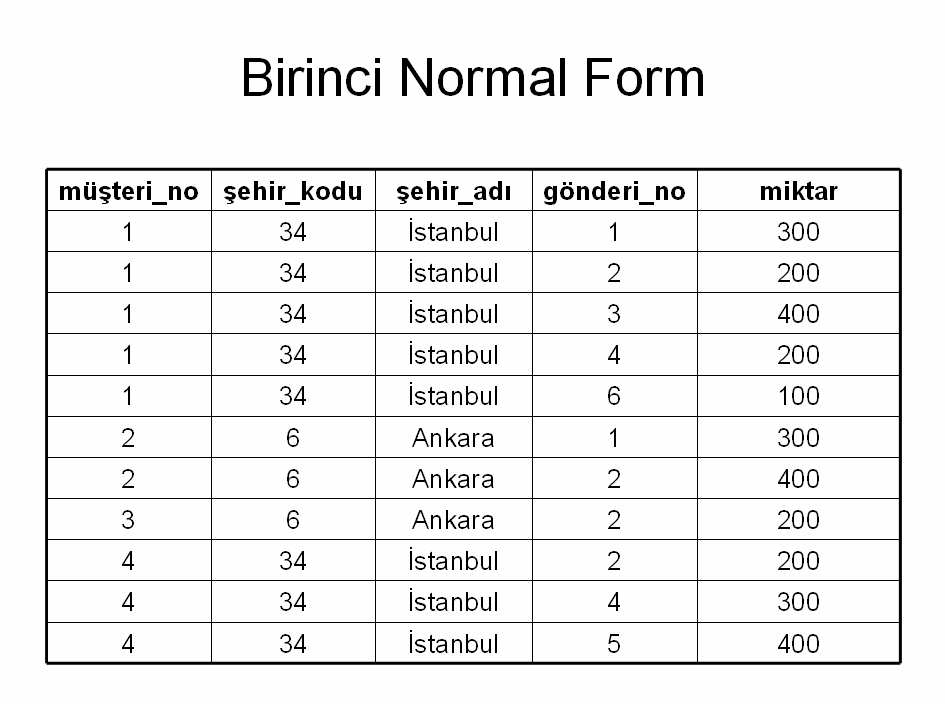 Birinci Normal Form
müşteri_no şehir_kodu şehir_adı gönderi_no miktar
1 34 İstanbul 1 300
1 34 İstanbul 2 200
1 34 İstanbul 3 400
1 34 İstanbul 4 200
1 34 İstanbul 6 100
2 6 Ankara 1 300
2 6 Ankara 2 400
3 6 Ankara 2 200
4 34 İstanbul 2 200
4 34 İstanbul 4 300
4 34 İstanbul 5 400